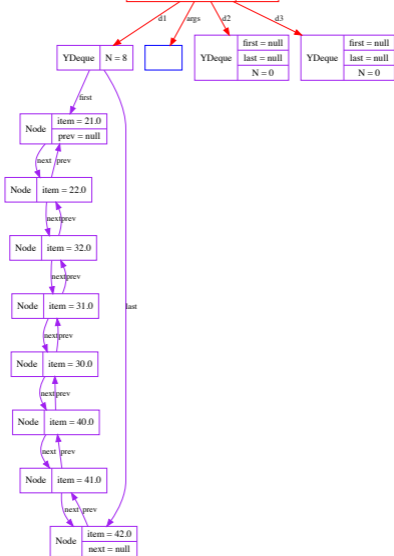 d1 args d2 d3
YDeque N = 8
YDeque first = null last = null N = 0
YDeque first = null last = null N = 0
first
Node item = 21.0 prev = null
next prev
Node item = 22.0
next prev
Node item = 32.0
next prev
Node item = 31.0
last
next prev
Node item = 30.0
next prev
Node item = 40.0
next prev
Node item = 41.0
next prev
Node item = 42.0 next = null